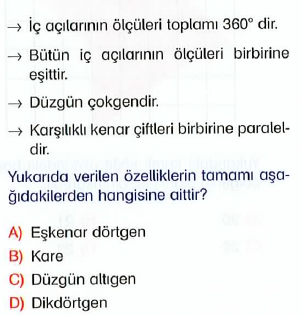 → İç açılarının ölçüleri toplamı 360° dir.
→ Bütün iç açılarının ölçüleri birbirine
eşittir.
→ Düzgün çokgendir.
→ Karşılıklı kenar çiftleri birbirine paralel-
dir.
Yukarıda verilen özelliklerin tamamı aşa-
ğıdakilerden hangisine aittir?
A) Eşkenar dörtgen
B) Kare
C) Düzgün altıgen
D) Dikdörtgen